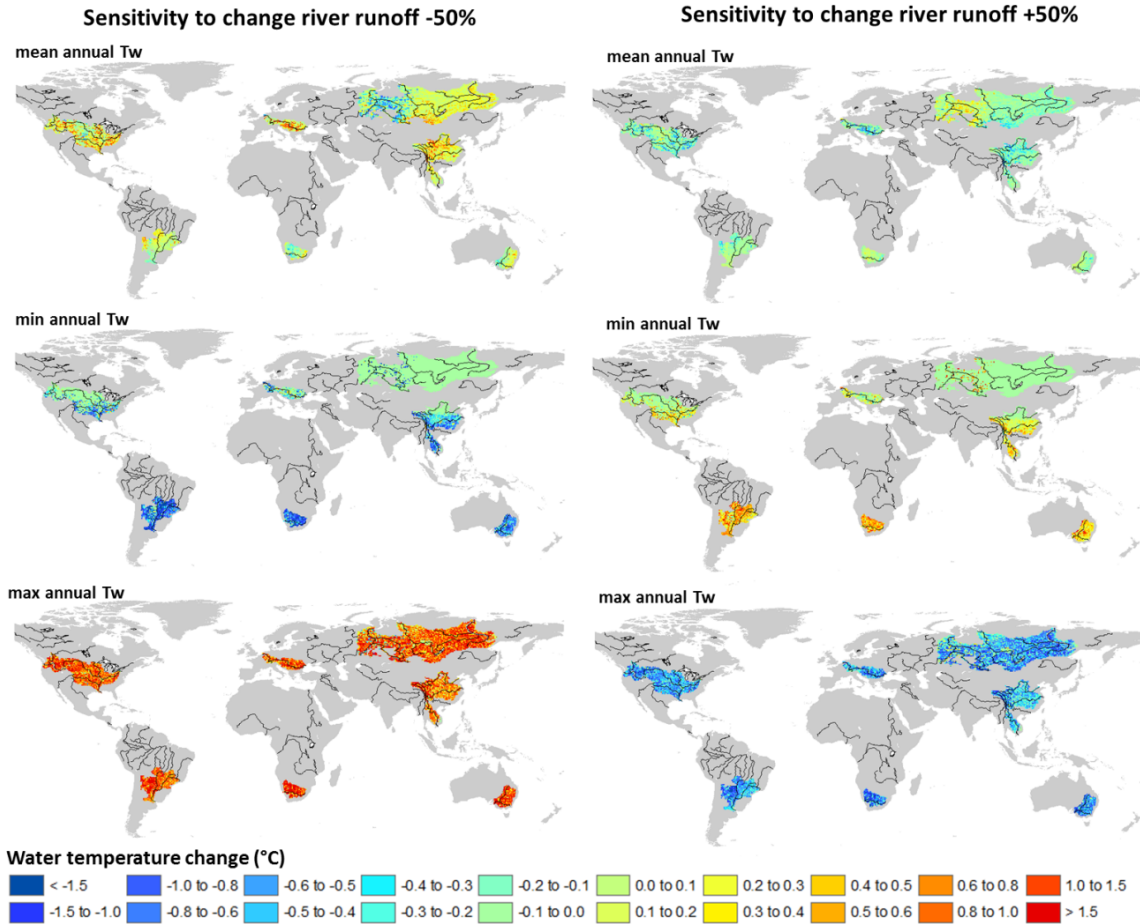 Sensitivity to change river runoff -50%
Sensitivity to change river runoff +50%
mean annual Tw
mean annual Tw
min annual Tw
min annual Tw
max annual Tw
max annual Tw
Water temperature change (°C)
< -1.5 -1.0 to -0.8 -0.6 to -0.5 -0.4 to -0.3 -0.2 to -0.1 0.0 to 0.1 0.2 to 0.3 0.4 to 0.5 0.6 to 0.8 1.0 to 1.5
-1.5 to -1.0 -0.8 to -0.6 -0.5 to -0.4 -0.3 to -0.2 -0.1 to 0.0 0.1 to 0.2 0.3 to 0.4 0.5 to 0.6 0.8 to 1.0 > 1.5